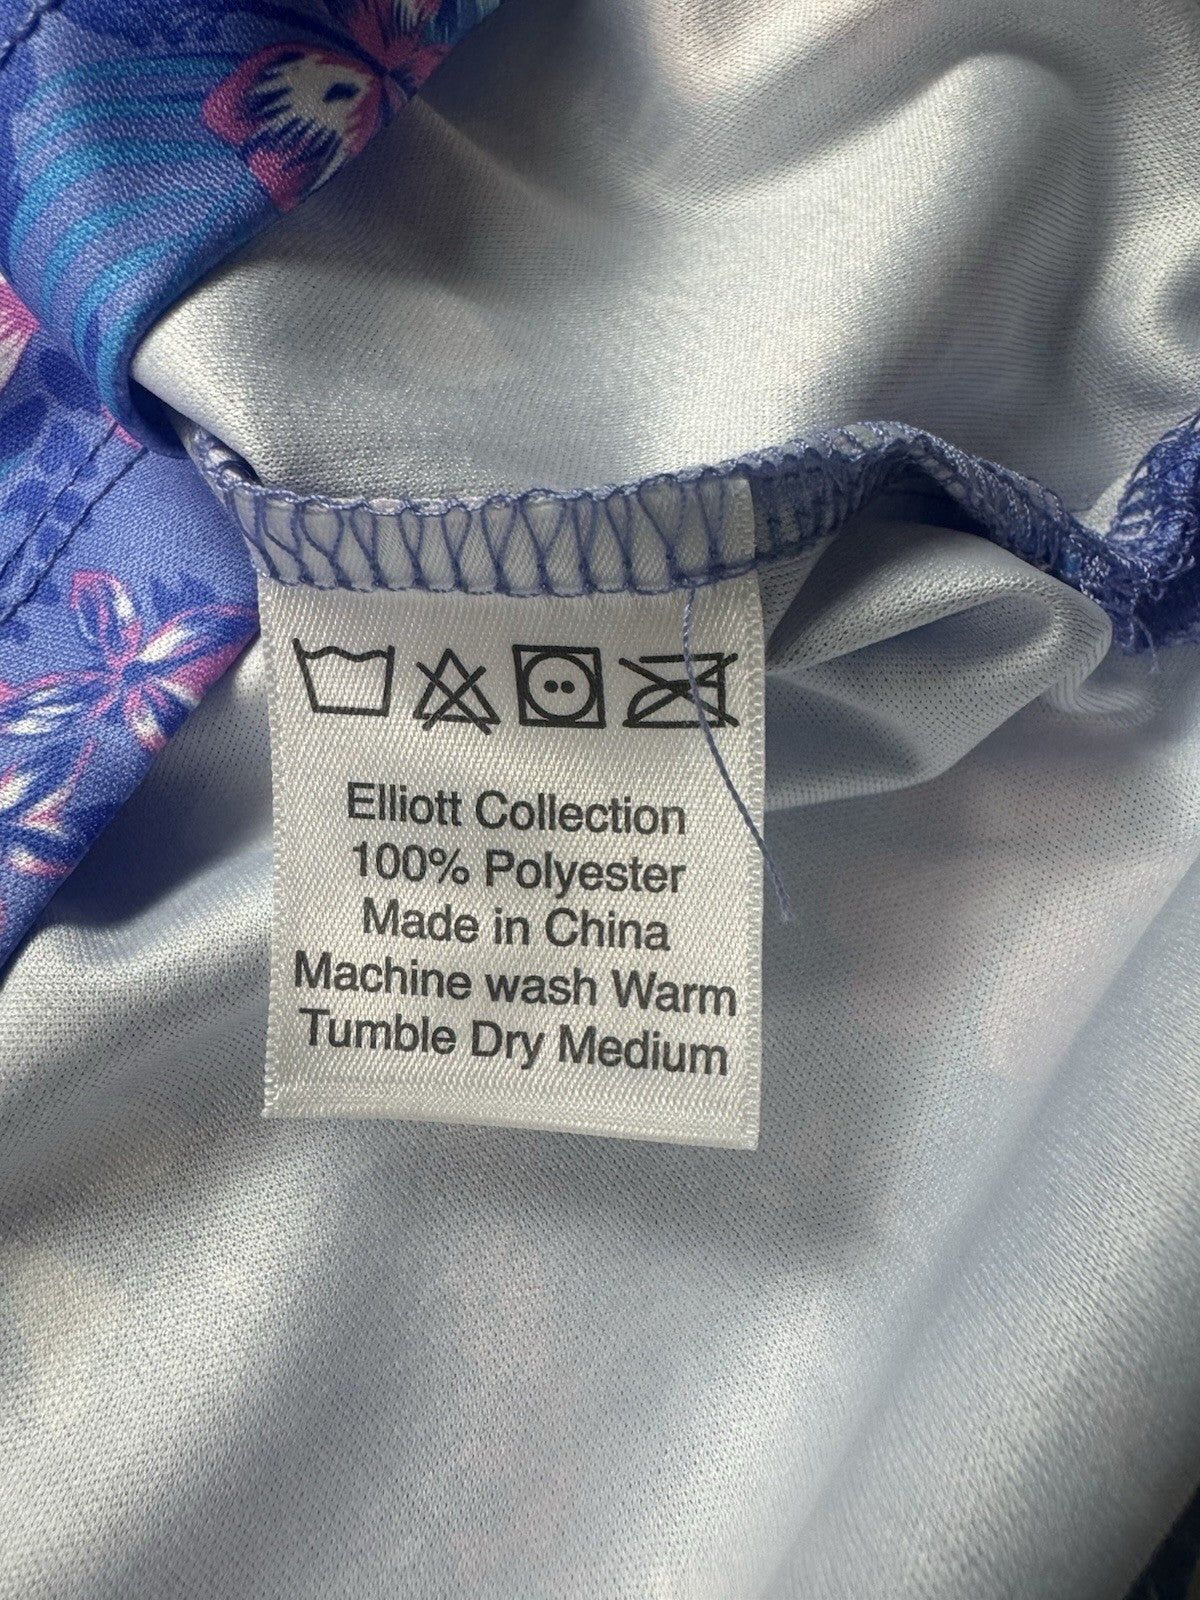 Elliott Collection
100% Polyester
Made in China
Machine wash Warm
Tumble Dry Medium